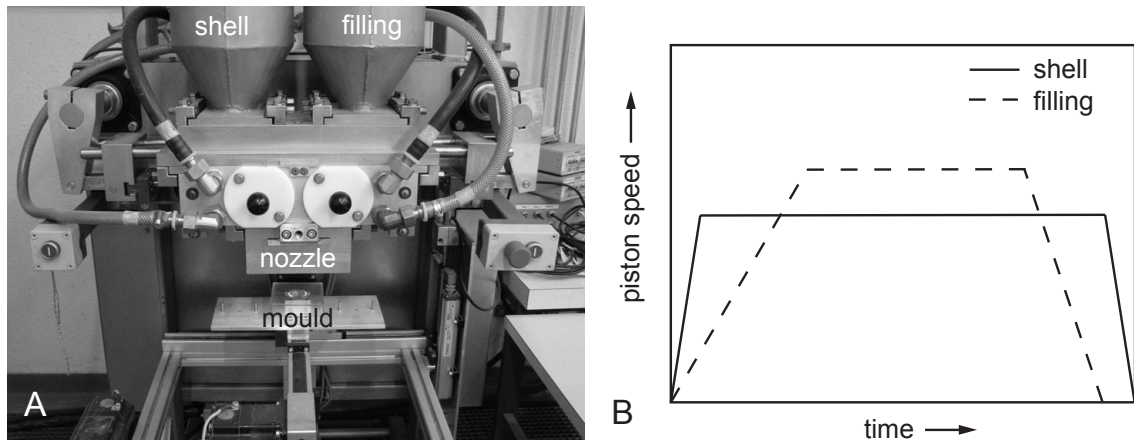 shell
filling
nozzle
mould
A
shell
filling
piston speed
time
B